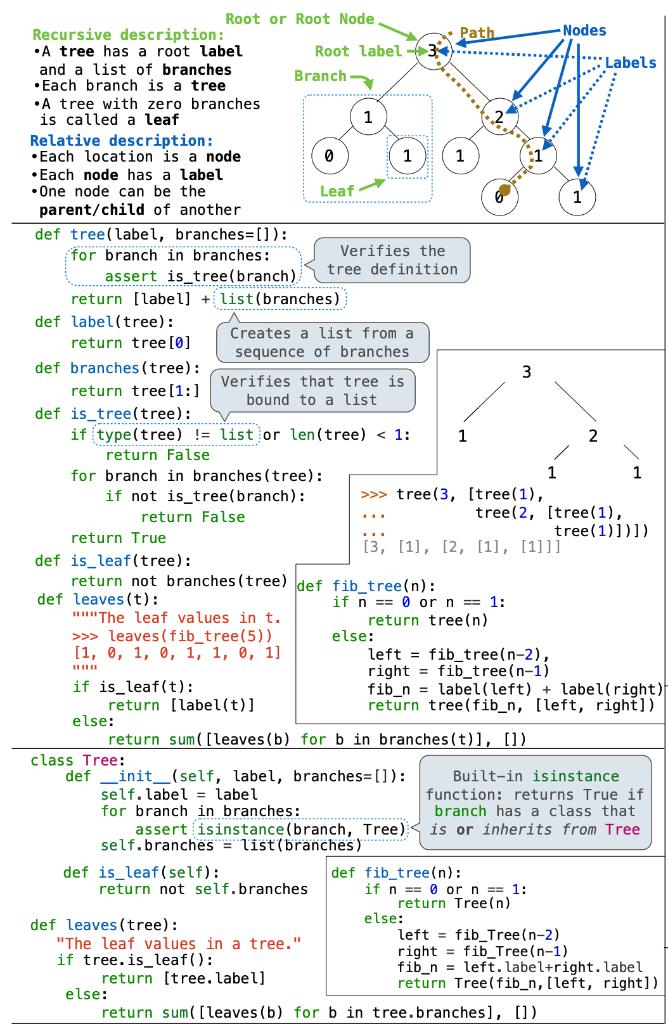 Root or Root Node
Recursive description:
•A tree has a root label
and a list of branches
•Each branch is a tree
•A tree with zero branches
is called a leaf
Relative description:
•Each location is a node
•Each node has a label
•One node can be the
parent/child of another
Root label
Branch
Leaf
Path
Nodes
Labels
3
1
2
0
1
1
1
0
1
def tree(label, branches=[]):
for branch in branches:
assert is_tree(branch)
return [label] + list(branches)
Verifies the
tree definition
def label(tree):
return tree[0]
Creates a list from a
sequence of branches
def branches(tree):
return tree[1:]
Verifies that tree is
bound to a list
def is_tree(tree):
if type(tree) != list or len(tree) < 1:
return False
for branch in branches(tree):
if not is_tree(branch):
return False
return True
def is_leaf(tree):
return not branches(tree)
def leaves(t):
"""The leaf values in t.
>>> leaves(fib_tree(5))
[1, 0, 1, 0, 1, 1, 0, 1]
"""
if is_leaf(t):
return [label(t)]
else:
return sum([leaves(b) for b in branches(t)], [])
3
1
2
1
1
>>> tree(3, [tree(1),
... tree(2, [tree(1),
... tree(1)])])
[3, [1], [2, [1], [1]]]
def fib_tree(n):
if n == 0 or n == 1:
return tree(n)
else:
left = fib_tree(n-2),
right = fib_tree(n-1)
fib_n = label(left) + label(right)
return tree(fib_n, [left, right])
class Tree:
def __init__(self, label, branches=[]):
self.label = label
for branch in branches:
assert isinstance(branch, Tree)
self.branches = list(branches)
Built-in isinstance
function: returns True if
branch has a class that
is or inherits from Tree
def is_leaf(self):
return not self.branches
def leaves(tree):
"The leaf values in a tree."
if tree.is_leaf():
return [tree.label]
else:
return sum([leaves(b) for b in tree.branches], [])
def fib_tree(n):
if n == 0 or n == 1:
return Tree(n)
else:
left = fib_Tree(n-2)
right = fib_Tree(n-1)
fib_n = left.label+right.label
return Tree(fib_n,[left, right])